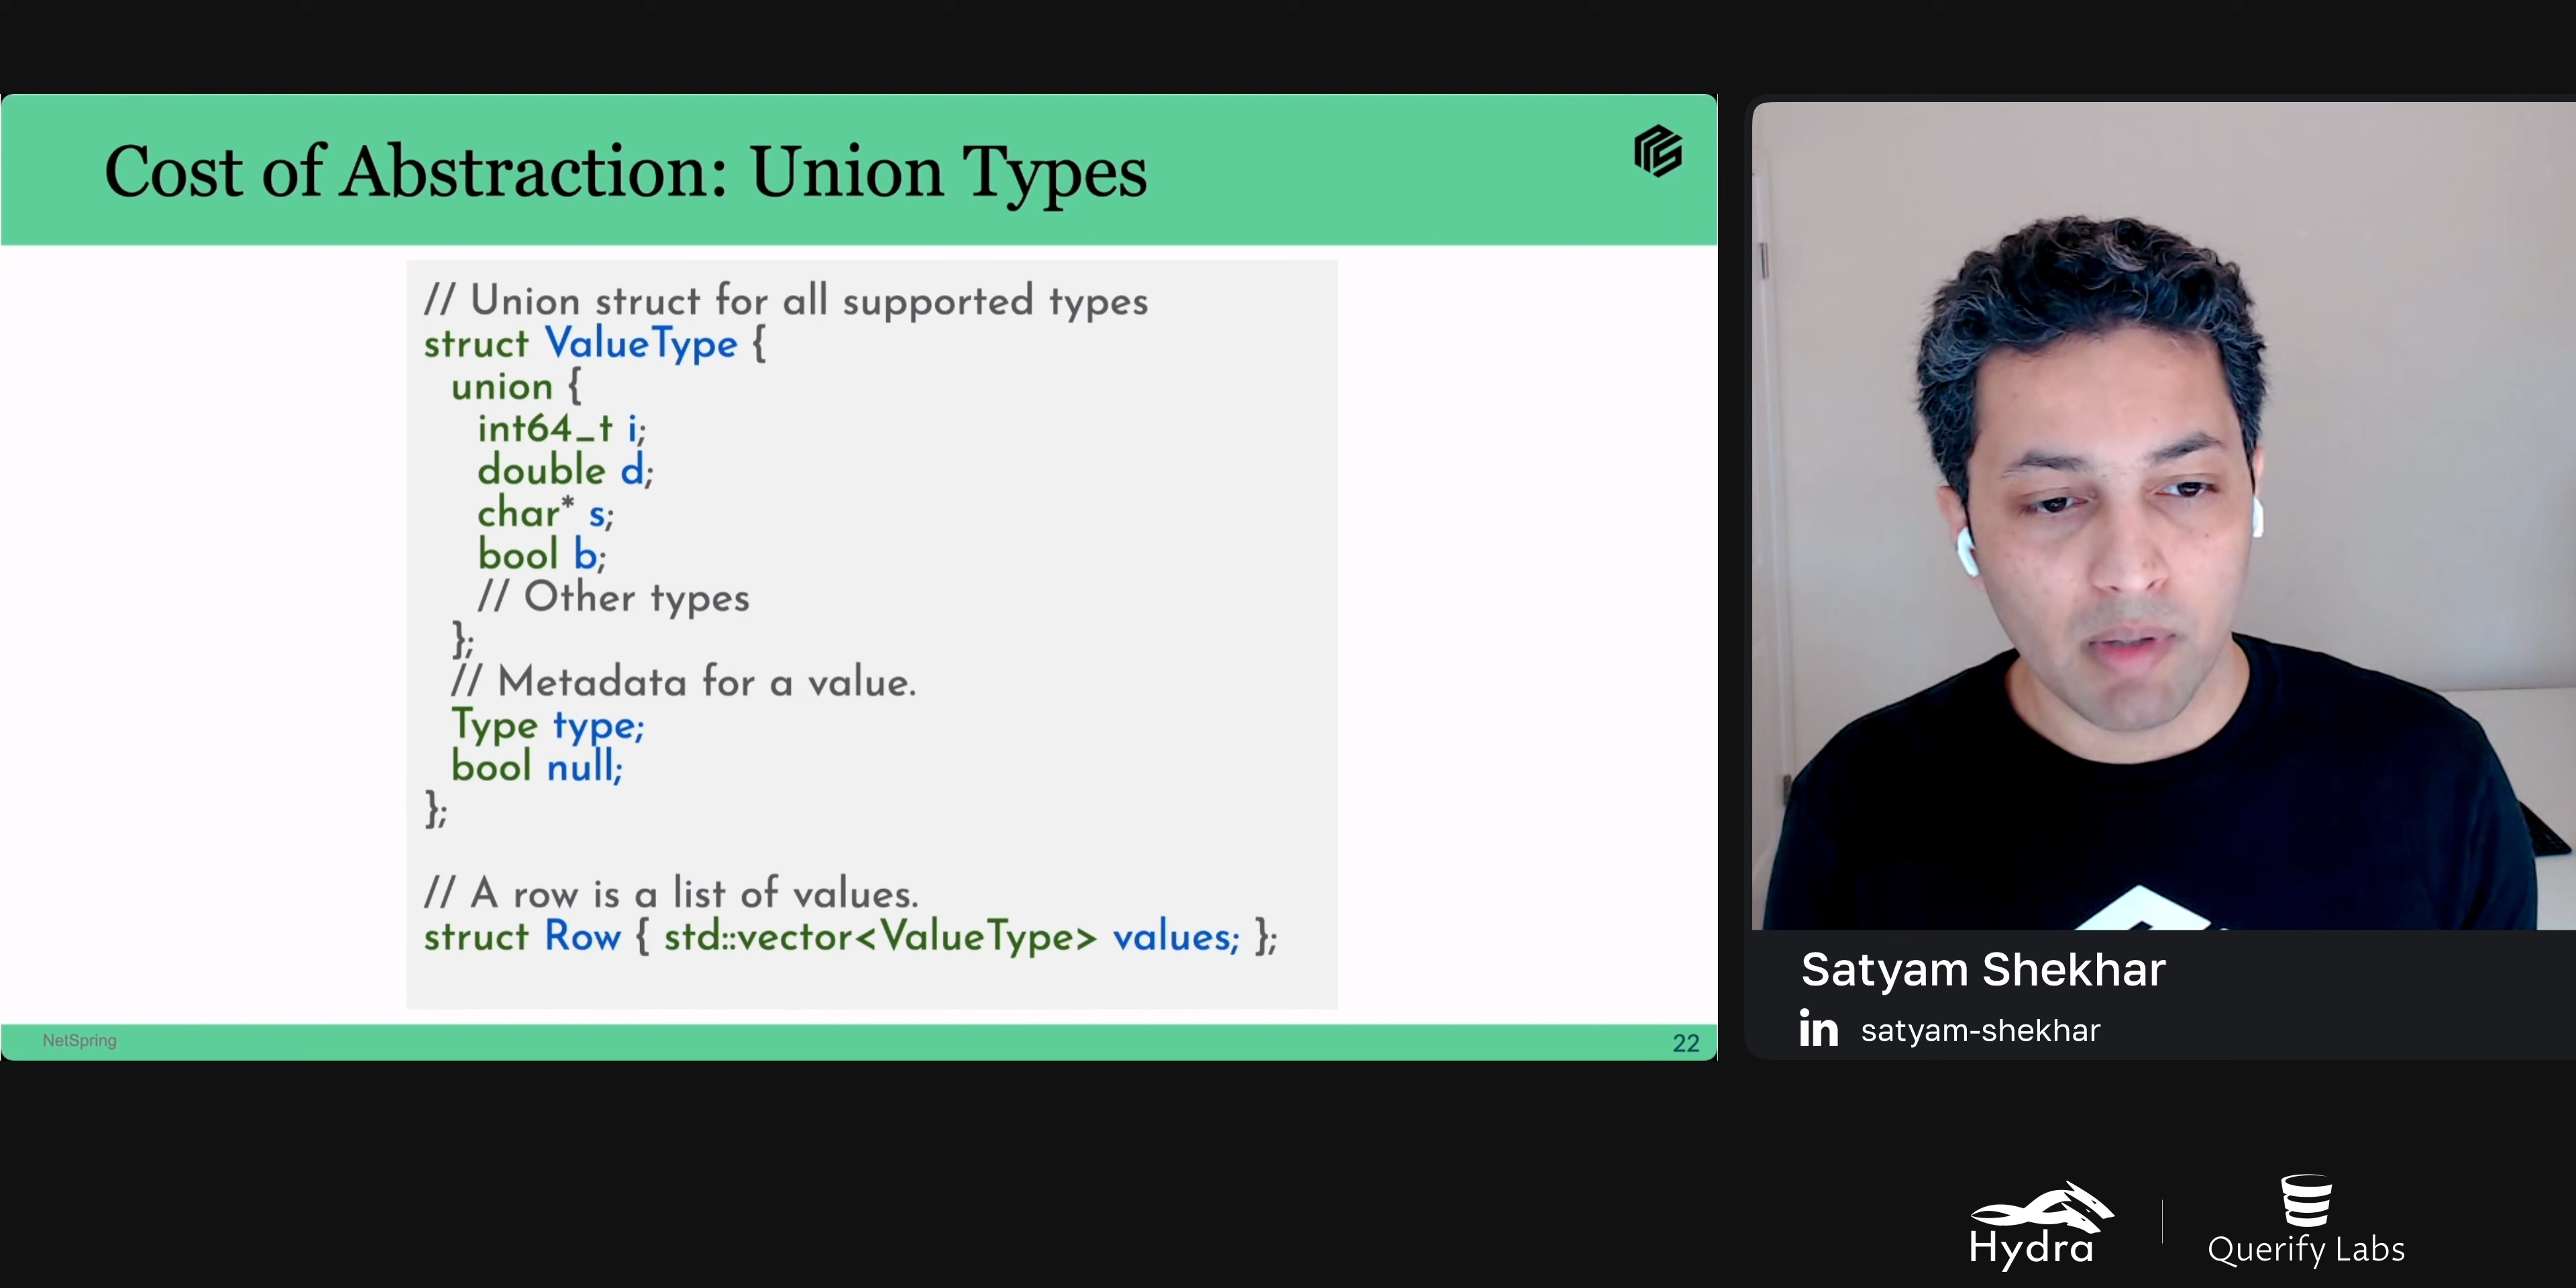 Cost of Abstraction: Union Types
// Union struct for all supported types
struct ValueType {
union {
int64_t i;
double d;
char* s;
bool b;
// Other types
};
// Metadata for a value.
Type type;
bool null;
};
// A row is a list of values.
struct Row { std::vector<ValueType> values; };
NetSpring
22
Satyam Shekhar
in satyam-shekhar
Hydra
Querify Labs